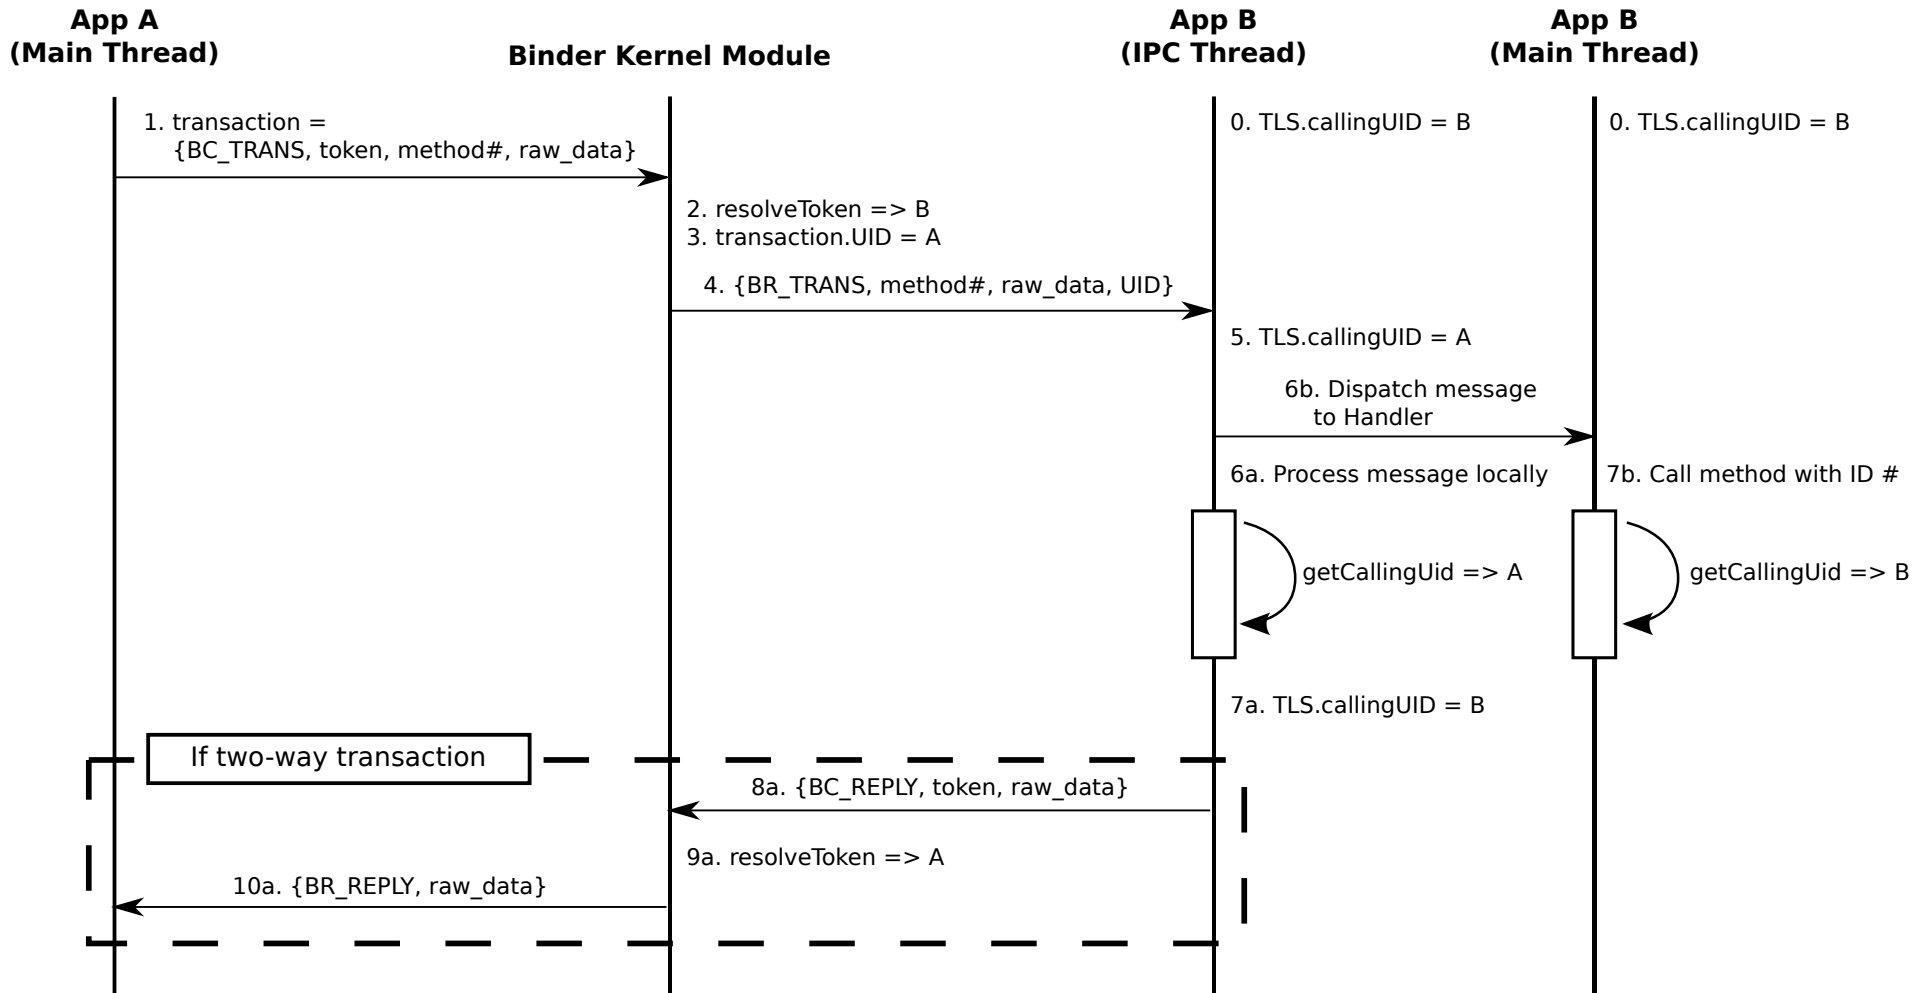 App A
(Main Thread)
Binder Kernel Module
App B
(IPC Thread)
App B
(Main Thread)
1. transaction =
{BC_TRANS, token, method#, raw_data}
0. TLS.callingUID = B
0. TLS.callingUID = B
2. resolveToken => B
3. transaction.UID = A
4. {BR_TRANS, method#, raw_data, UID}
5. TLS.callingUID = A
6b. Dispatch message
to Handler
6a. Process message locally
7b. Call method with ID #
getCallingUid => A
getCallingUid => B
7a. TLS.callingUID = B
If two-way transaction
8a. {BC_REPLY, token, raw_data}
9a. resolveToken => A
10a. {BR_REPLY, raw_data}